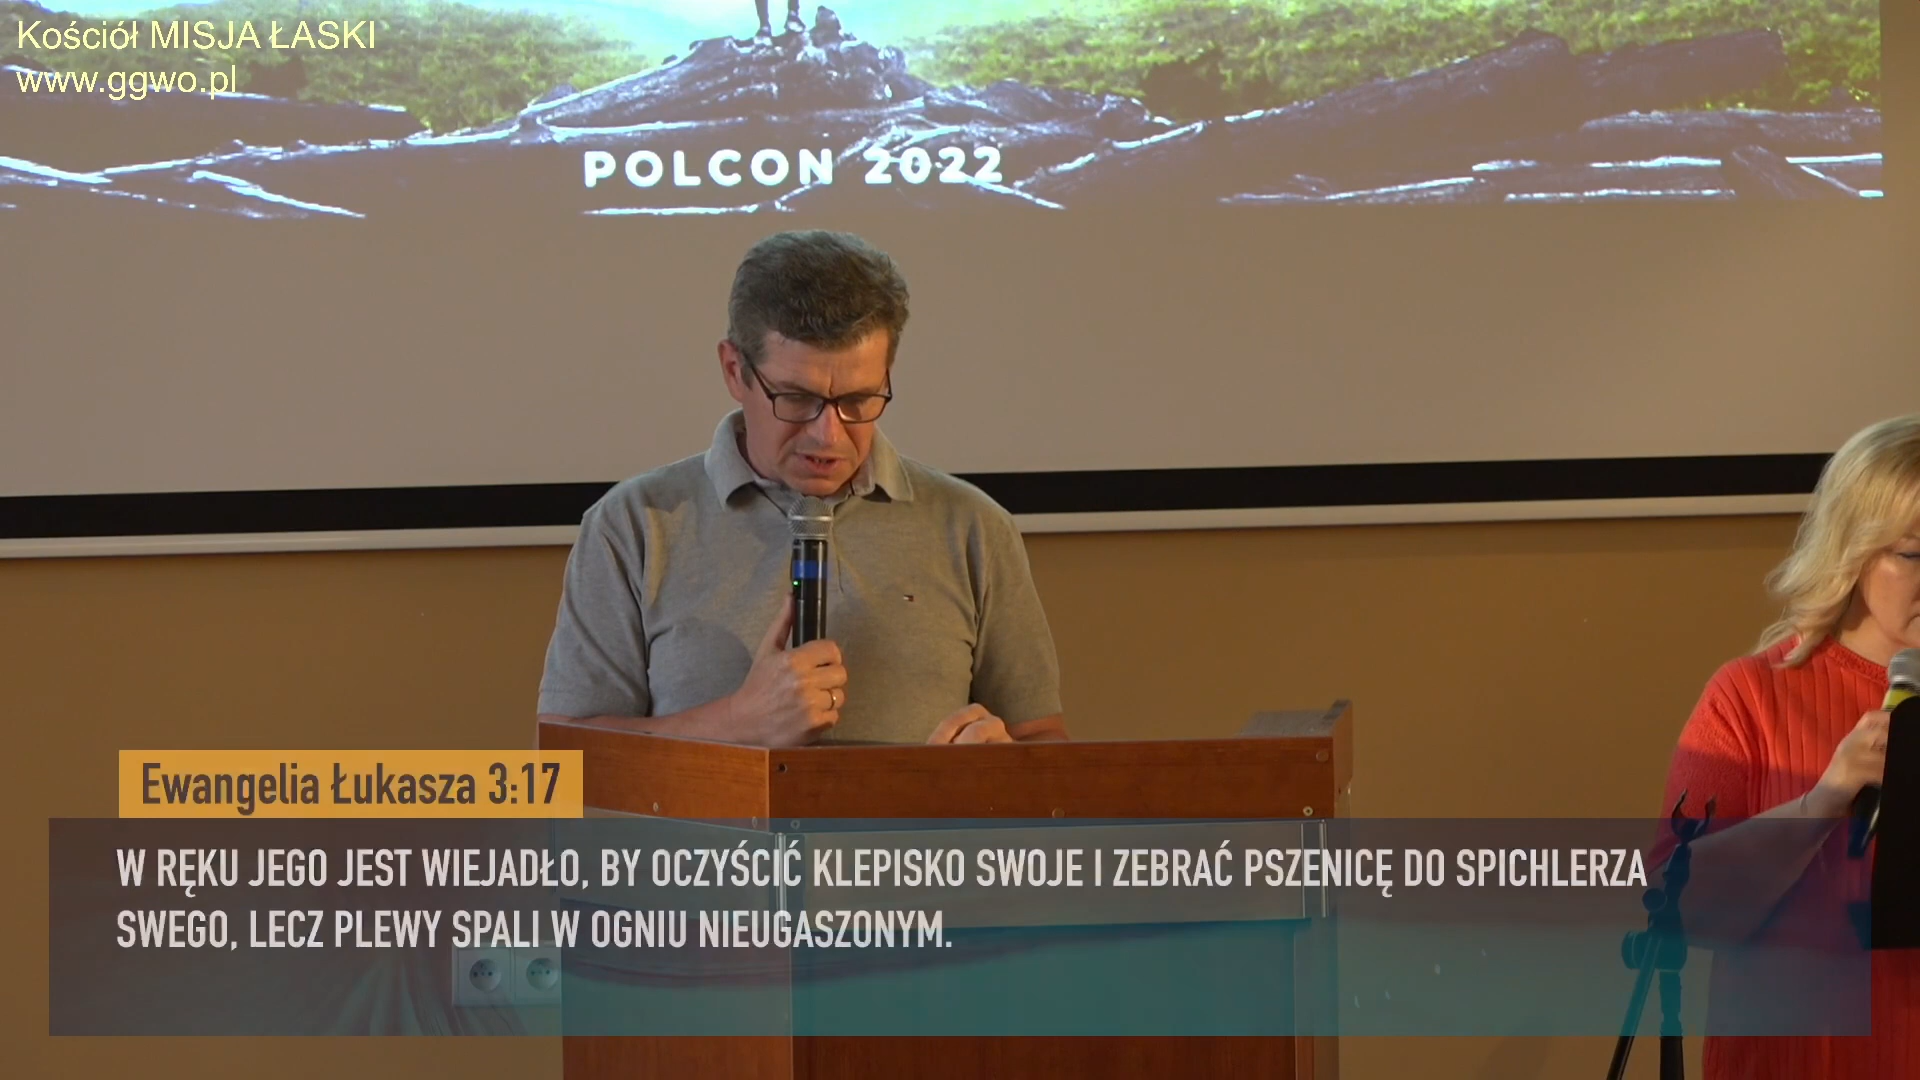 Kościół MISJA ŁASKI
www.ggwo.pl
POLCON 2022
Ewangelia Łukasza 3:17
W RĘKU JEGO JEST WIEJADŁO, BY OCZYŚCIĆ KLEPISKO SWOJE I ZEBRAĆ PSZENICĘ DO SPICHLERZA
SWEGO, LECZ PLEWY SPALI W OGNIU NIEUGASZONYM.